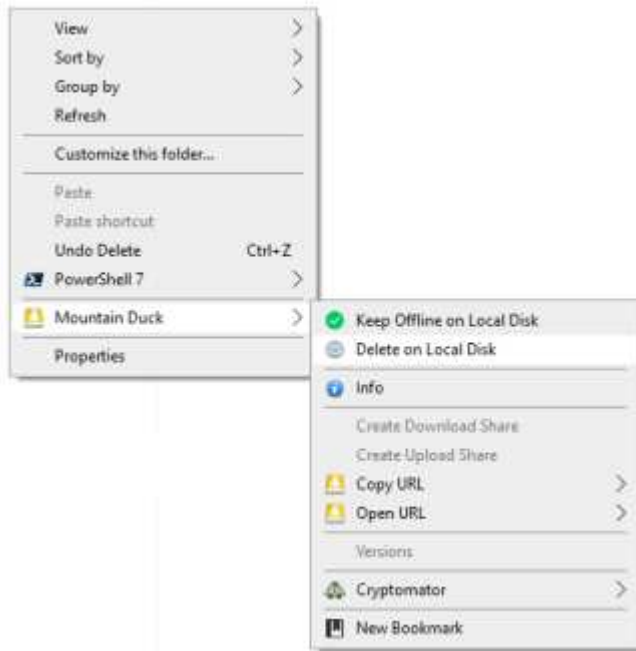 View
Sort by
Group by
Refresh
Customize this folder...
Paste
Paste shortcut
Undo Delete Ctrl+Z
PowerShell 7
Mountain Duck
Properties
Keep Offline on Local Disk
Delete on Local Disk
Info
Create Download Share
Create Upload Share
Copy URL
Open URL
Versions
Cryptomator
New Bookmark